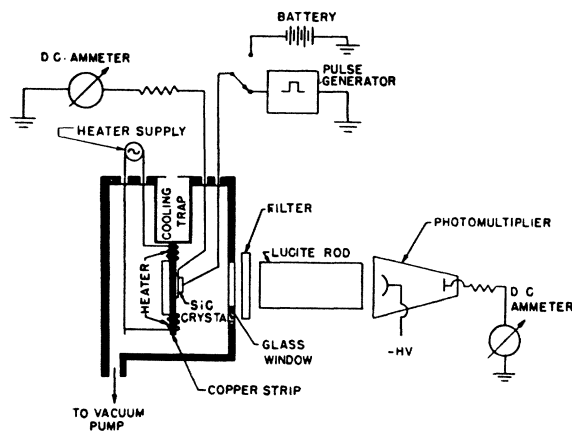 BATTERY
D.C. AMMETER
PULSE
GENERATOR
HEATER SUPPLY
COOLING
TRAP
FILTER
PHOTOMULTIPLIER
LUCITE ROD
HEATER
SiC
CRYSTAL
D C
AMMETER
GLASS
WINDOW
-HV
COPPER STRIP
TO VACUUM
PUMP